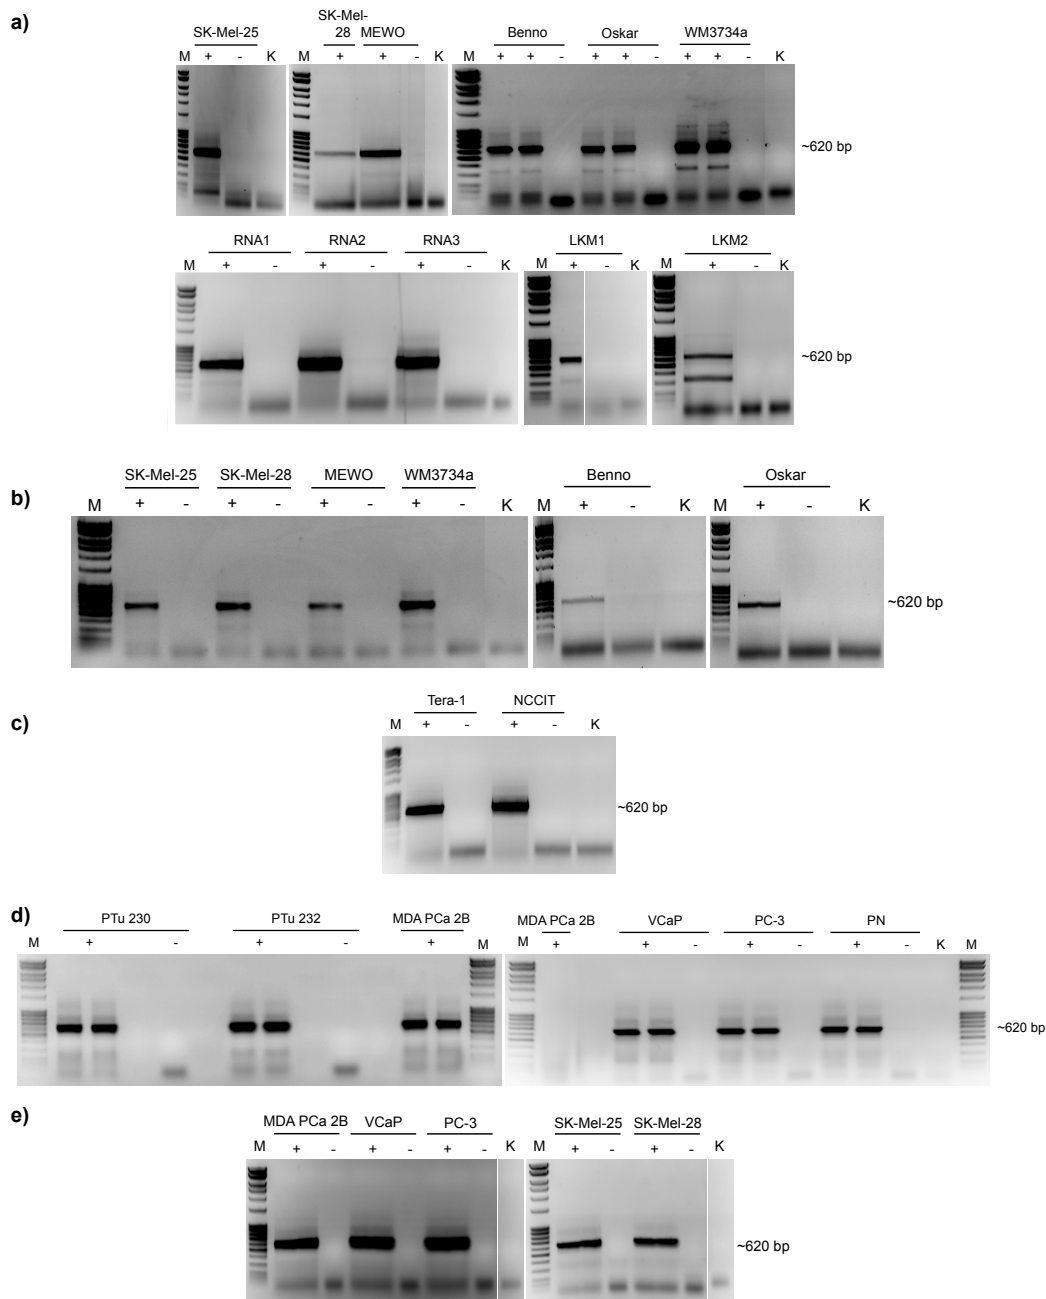 a)
SK-Mel-25
M + - K
SK-Mel-
28 MEWO
M + + - K
Benno Oskar WM3734a
M + + - + + - + + - K
~620 bp
RNA1 RNA2 RNA3
M + - + - + - K
LKM1
M + - K
LKM2
M + - K
~620 bp
b)
SK-Mel-25 SK-Mel-28 MEWO WM3734a
M + - + - + - + - K
Benno
M + - K
Oskar
M + - K
~620 bp
c)
Tera-1 NCCIT
M + - + - K
~620 bp
d)
PTu 230 PTu 232 MDA PCa 2B
M + - + - + M
MDA PCa 2B VCaP PC-3 PN
M + + - + - + - K M
~620 bp
e)
MDA PCa 2B VCaP PC-3
M + - + - + - K
SK-Mel-25 SK-Mel-28
M + - + - K
~620 bp